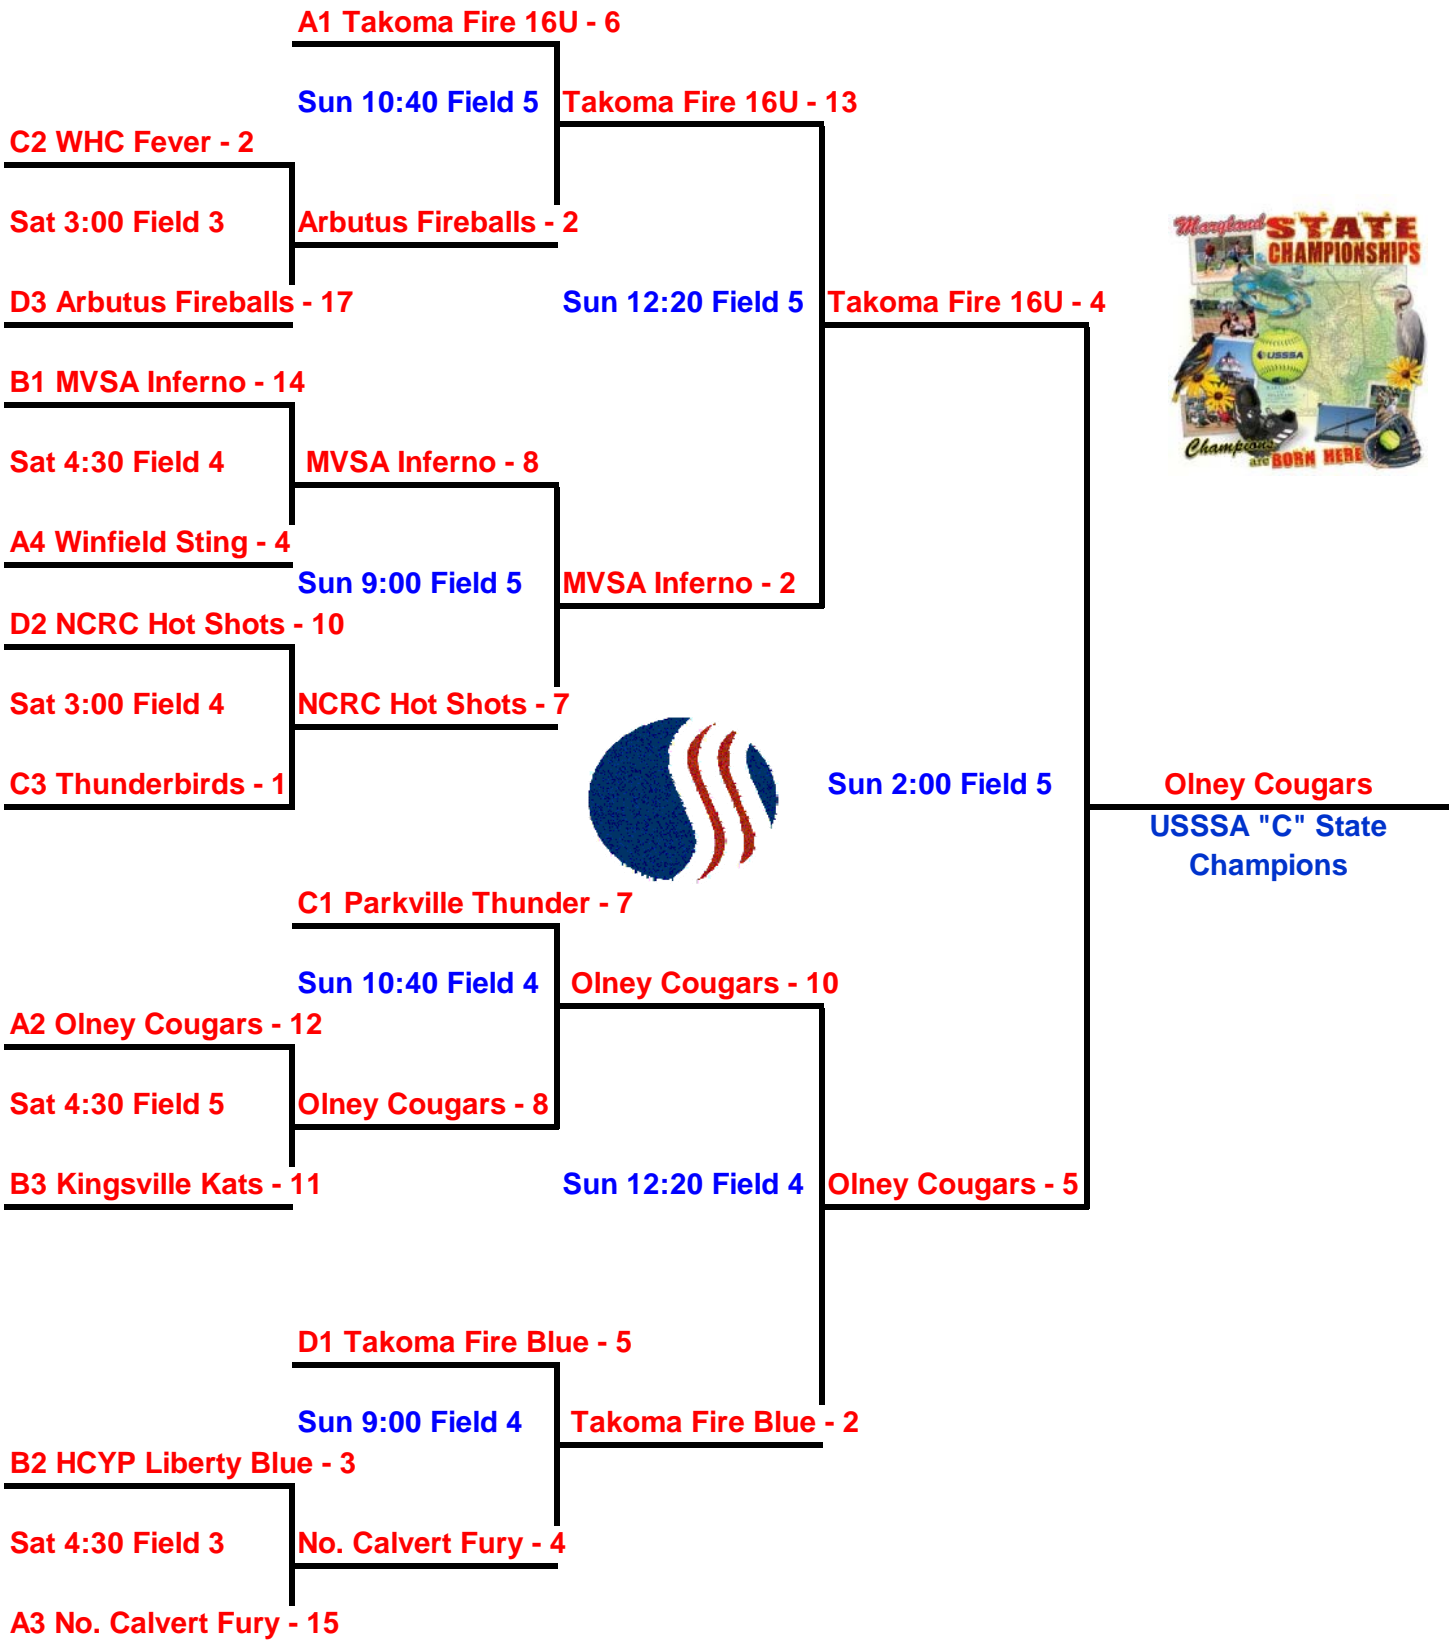 A1 Takoma Fire 16U - 6
Sun 10:40 Field 5
Takoma Fire 16U - 13
C2 WHC Fever - 2
Sat 3:00 Field 3
Arbutus Fireballs - 2
Maryland STATE
CHAMPIONSHIPS
D3 Arbutus Fireballs - 17
Sun 12:20 Field 5
Takoma Fire 16U - 4
USSSA
B1 MVSA Inferno - 14
Sat 4:30 Field 4
MVSA Inferno - 8
Champions
are BORN HERE
A4 Winfield Sting - 4
Sun 9:00 Field 5
MVSA Inferno - 2
D2 NCRC Hot Shots - 10
Sat 3:00 Field 4
NCRC Hot Shots - 7
C3 Thunderbirds - 1
Sun 2:00 Field 5
Olney Cougars
USSSA "C" State
Champions
C1 Parkville Thunder - 7
Sun 10:40 Field 4
Olney Cougars - 10
A2 Olney Cougars - 12
Sat 4:30 Field 5
Olney Cougars - 8
B3 Kingsville Kats - 11
Sun 12:20 Field 4
Olney Cougars - 5
D1 Takoma Fire Blue - 5
Sun 9:00 Field 4
Takoma Fire Blue - 2
B2 HCYP Liberty Blue - 3
Sat 4:30 Field 3
No. Calvert Fury - 4
A3 No. Calvert Fury - 15